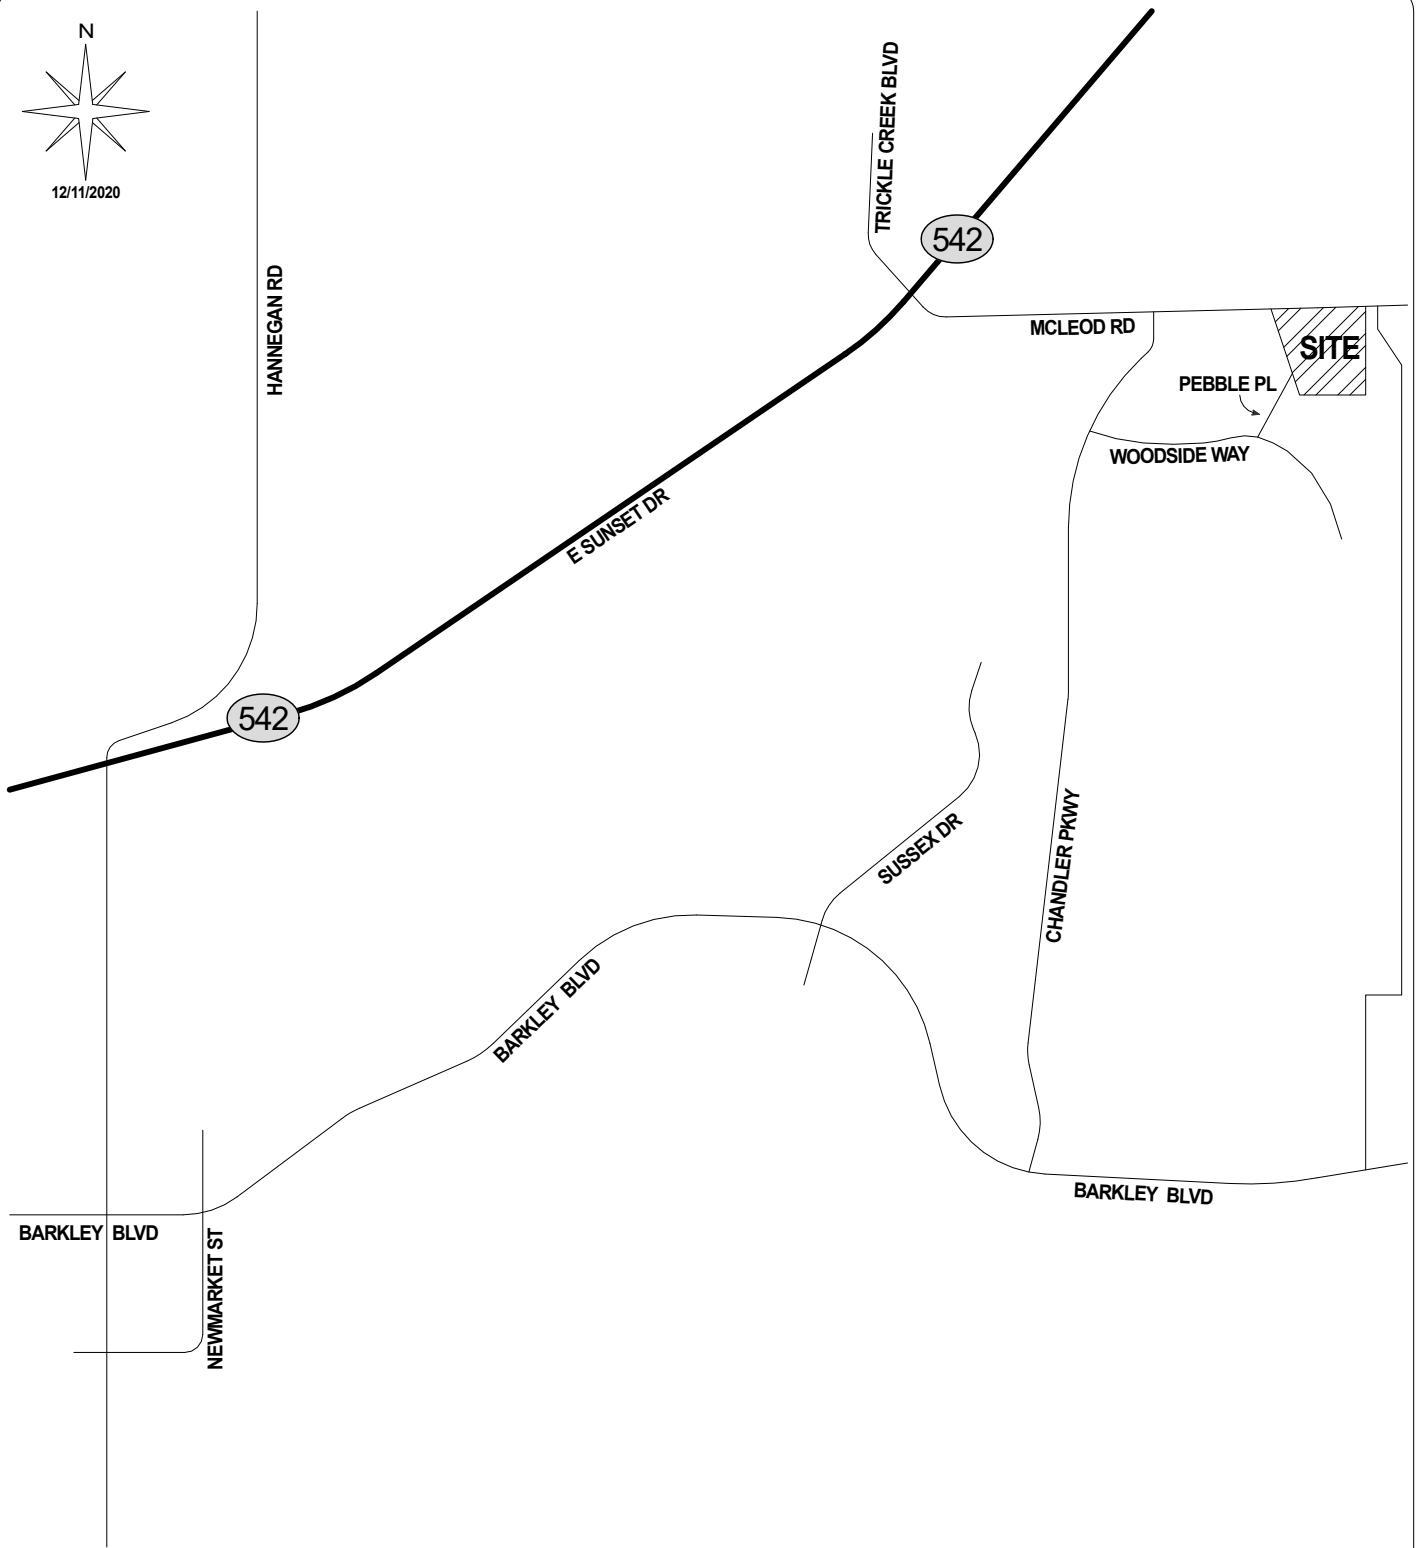 N
12/11/2020
TRICKLE CREEK BLVD
542
HANNEGAN RD
MCLEOD RD
SITE
PEBBLE PL
WOODSIDE WAY
E SUNSET DR
542
SUSSEX DR
CHANDLER PKWY
BARKLEY BLVD
BARKLEY BLVD
BARKLEY BLVD
NEWMARKET ST